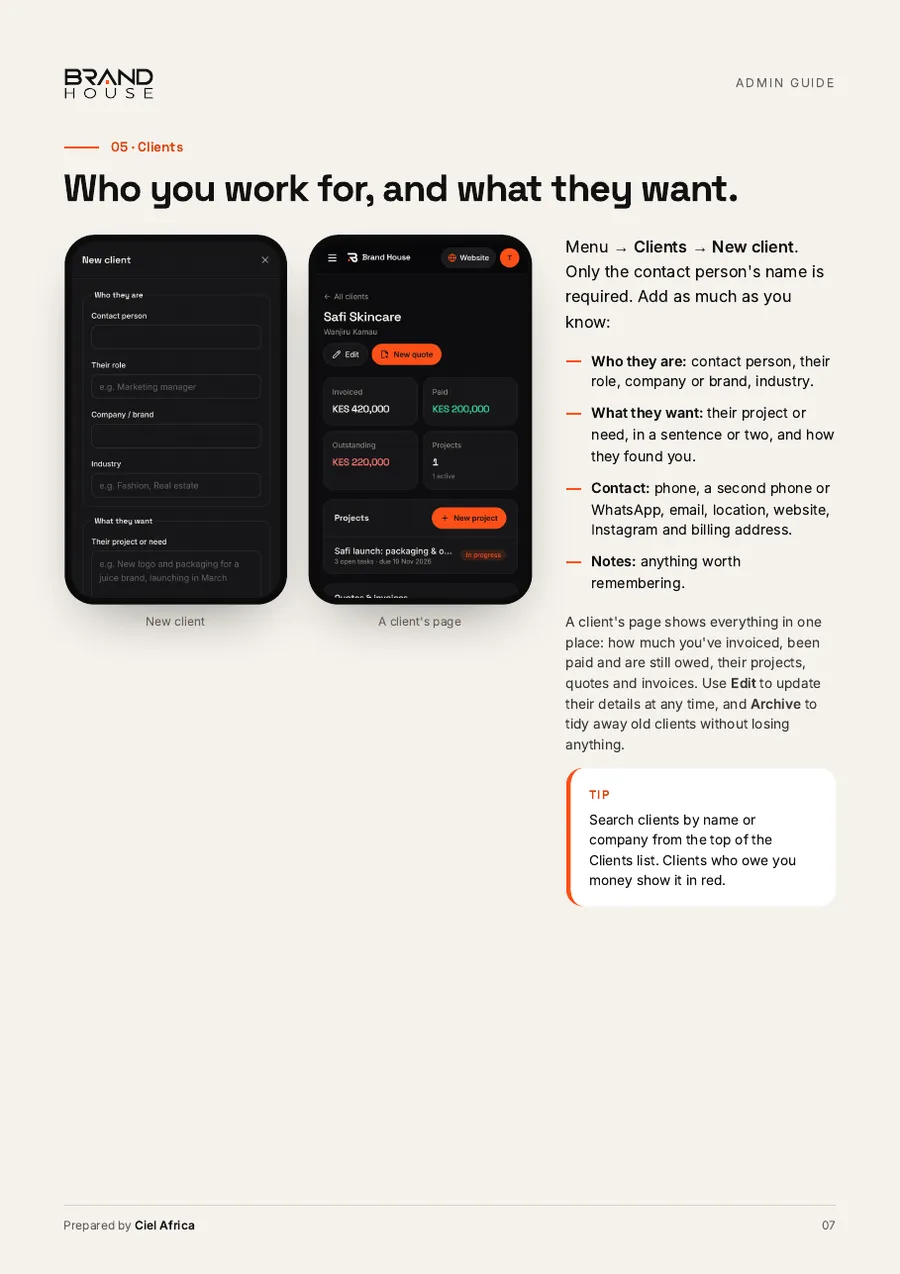 BRAND
HOUSE
ADMIN GUIDE
05 · Clients
Who you work for, and what they want.
New client
Who they are
Contact person
Their role
e.g. Marketing manager
Company / brand
Industry
e.g. Fashion, Real estate
What they want
Their project or need
e.g. New logo and packaging for a
juice brand, launching in March
New client
Brand House
Website
T
← All clients
Safi Skincare
Wanjiru Kamau
Edit
New quote
Invoiced
KES 420,000
Paid
KES 200,000
Outstanding
KES 220,000
Projects
1
1 active
Projects
+ New project
Safi launch: packaging & o...
In progress
3 open tasks · due 19 Nov 2026
Quotes & invoices
A client's page
Menu → Clients → New client.
Only the contact person's name is
required. Add as much as you
know:
— Who they are: contact person, their
role, company or brand, industry.
— What they want: their project or
need, in a sentence or two, and how
they found you.
— Contact: phone, a second phone or
WhatsApp, email, location, website,
Instagram and billing address.
— Notes: anything worth
remembering.
A client's page shows everything in one
place: how much you've invoiced, been
paid and are still owed, their projects,
quotes and invoices. Use Edit to update
their details at any time, and Archive to
tidy away old clients without losing
anything.
TIP
Search clients by name or
company from the top of the
Clients list. Clients who owe you
money show it in red.
Prepared by Ciel Africa
07